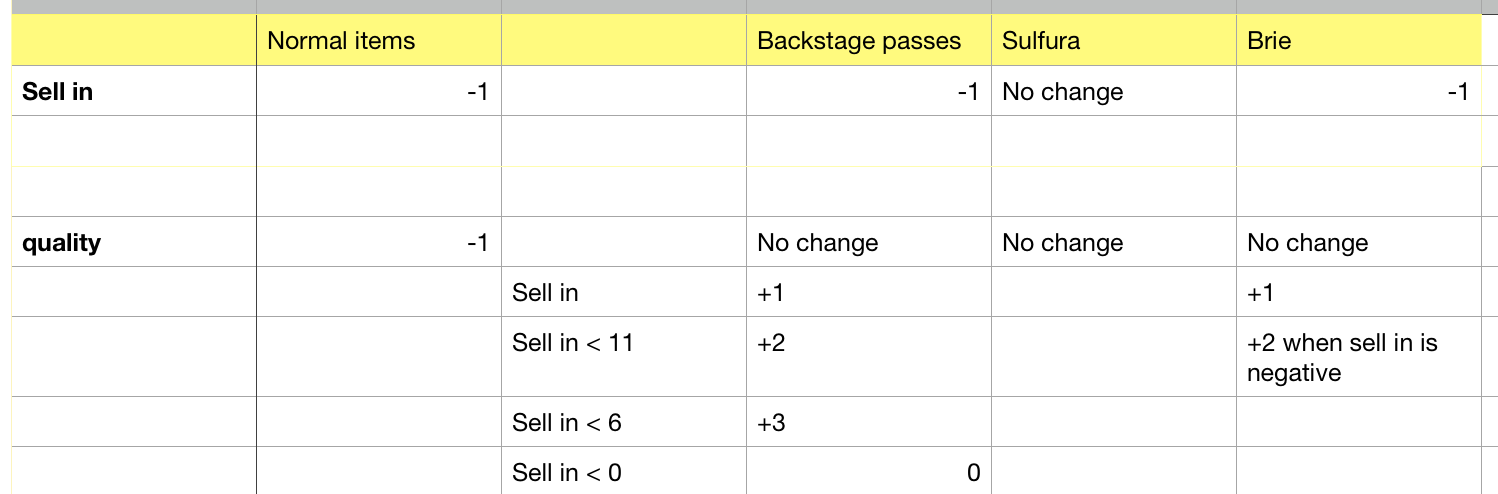 Normal items Backstage passes Sulfura Brie
Sell in -1 -1 No change -1
quality -1 No change No change No change
Sell in +1 +1
Sell in < 11 +2 +2 when sell in is
negative
Sell in < 6 +3
Sell in < 0 0